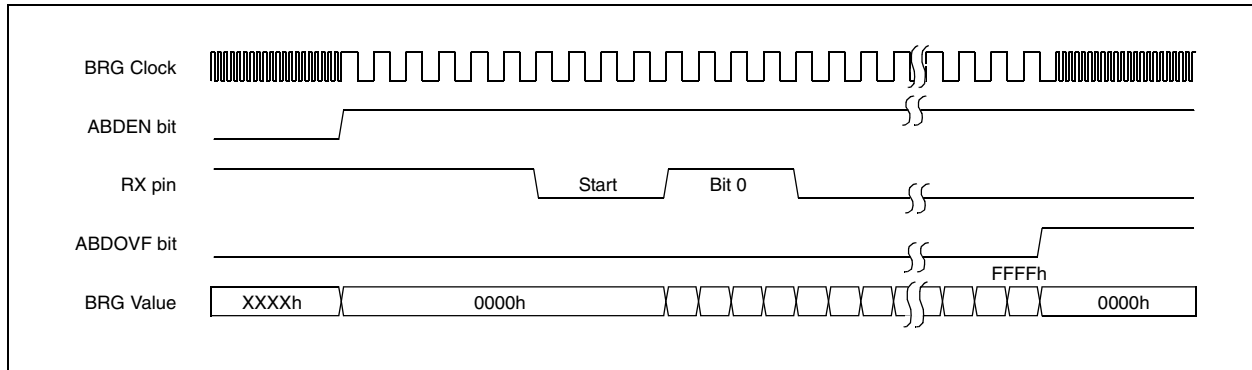 BRG Clock
ABDEN bit
RX pin
Start
Bit 0
ABDOVF bit
FFFFh
BRG Value
XXXXh
0000h
0000h